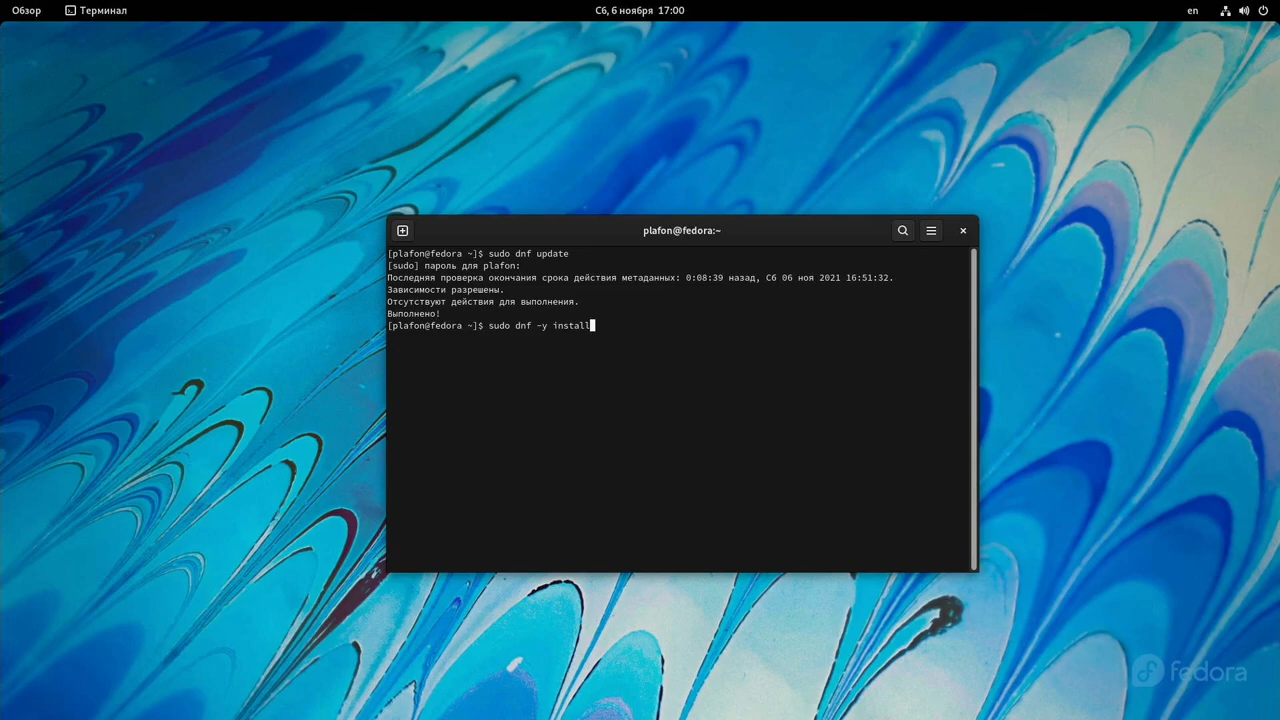 Обзор
Терминал
Сб, 6 ноября 17:00
en
plafon@fedora:~
[plafon@fedora ~]$ sudo dnf update
[sudo] пароль для plafon:
Последняя проверка окончания срока действия метаданных: 0:08:39 назад, Сб 06 ноя 2021 16:51:32.
Зависимости разрешены.
Отсутствуют действия для выполнения.
Выполнено!
[plafon@fedora ~]$ sudo dnf -y install
fedora